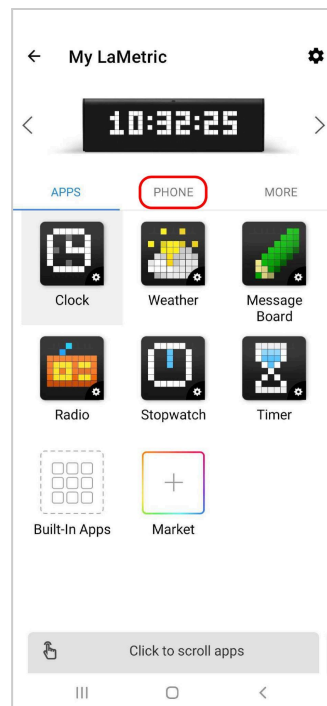 My LaMetric
10:32:25
APPS PHONE MORE
Clock Weather Message
Board
Radio Stopwatch Timer
Built-In Apps Market
Click to scroll apps